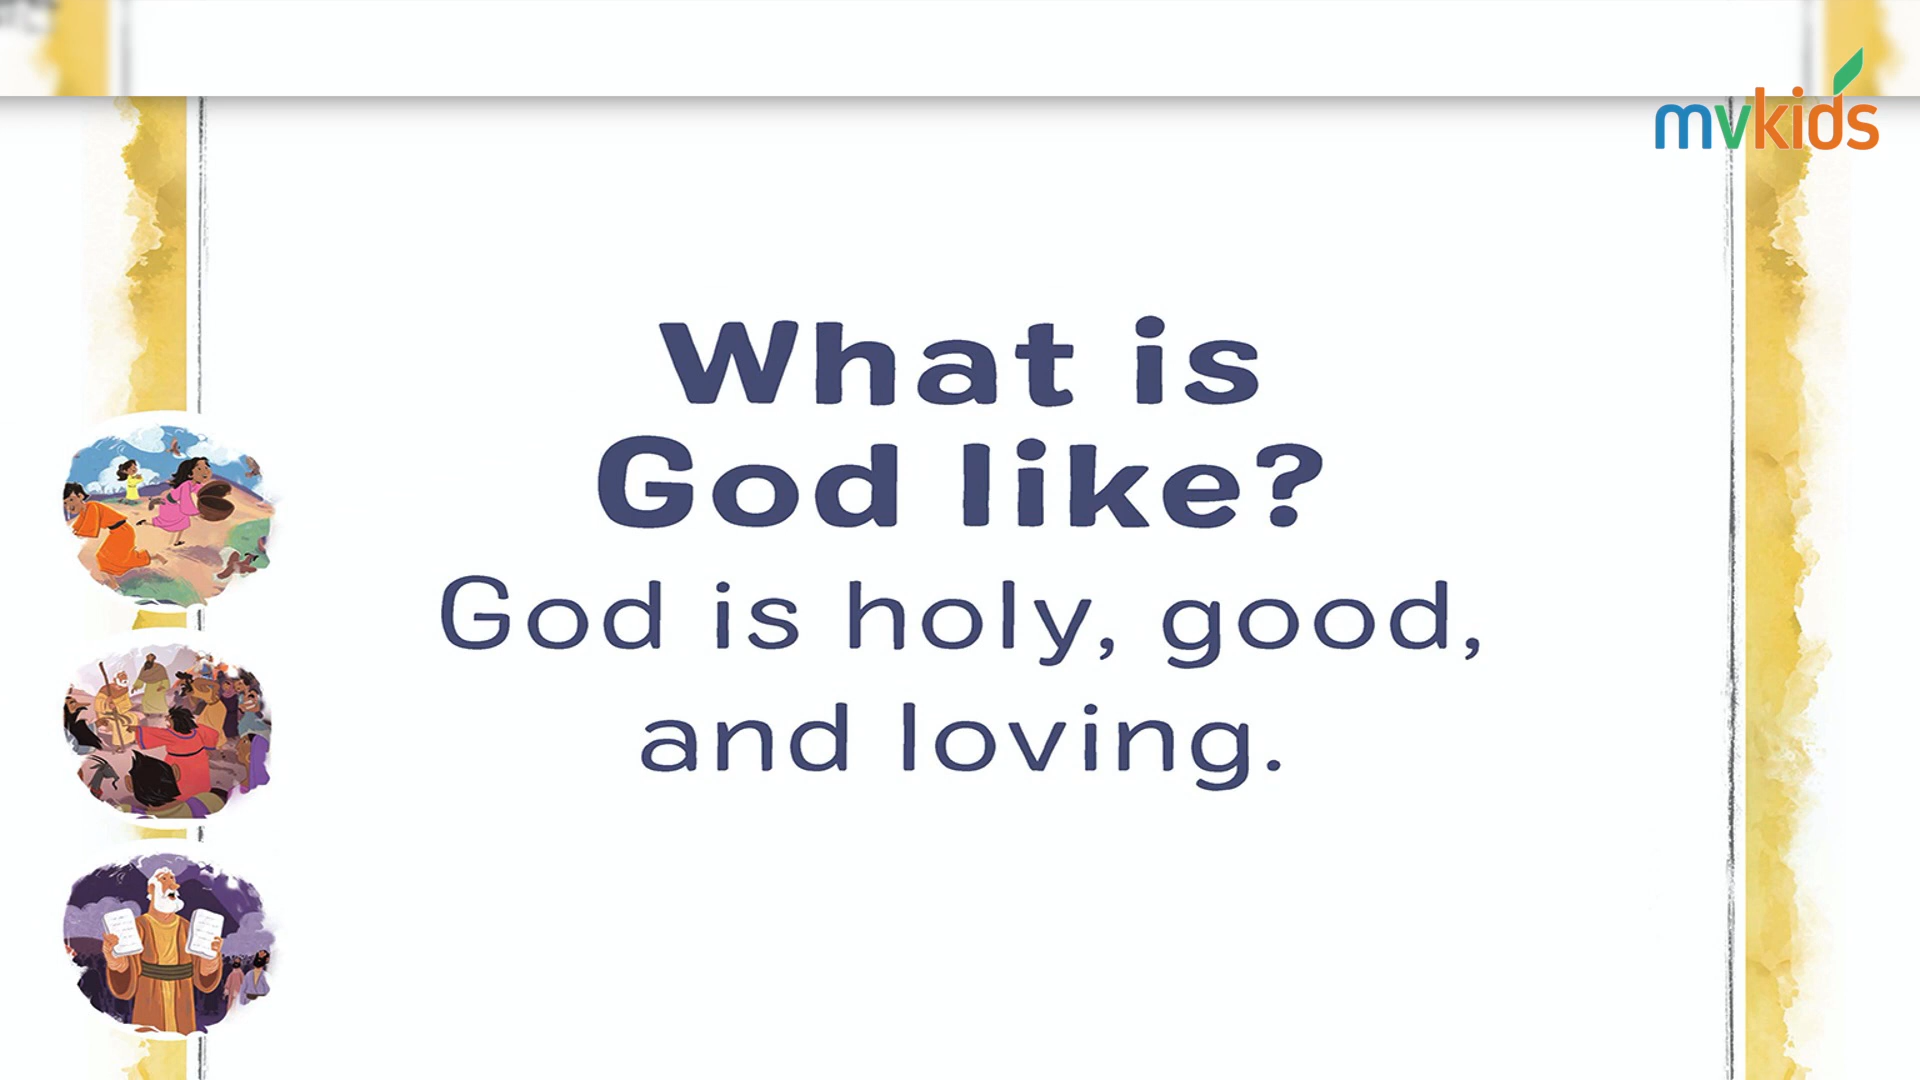 mvkids
What is
God like?
God is holy, good,
and loving.